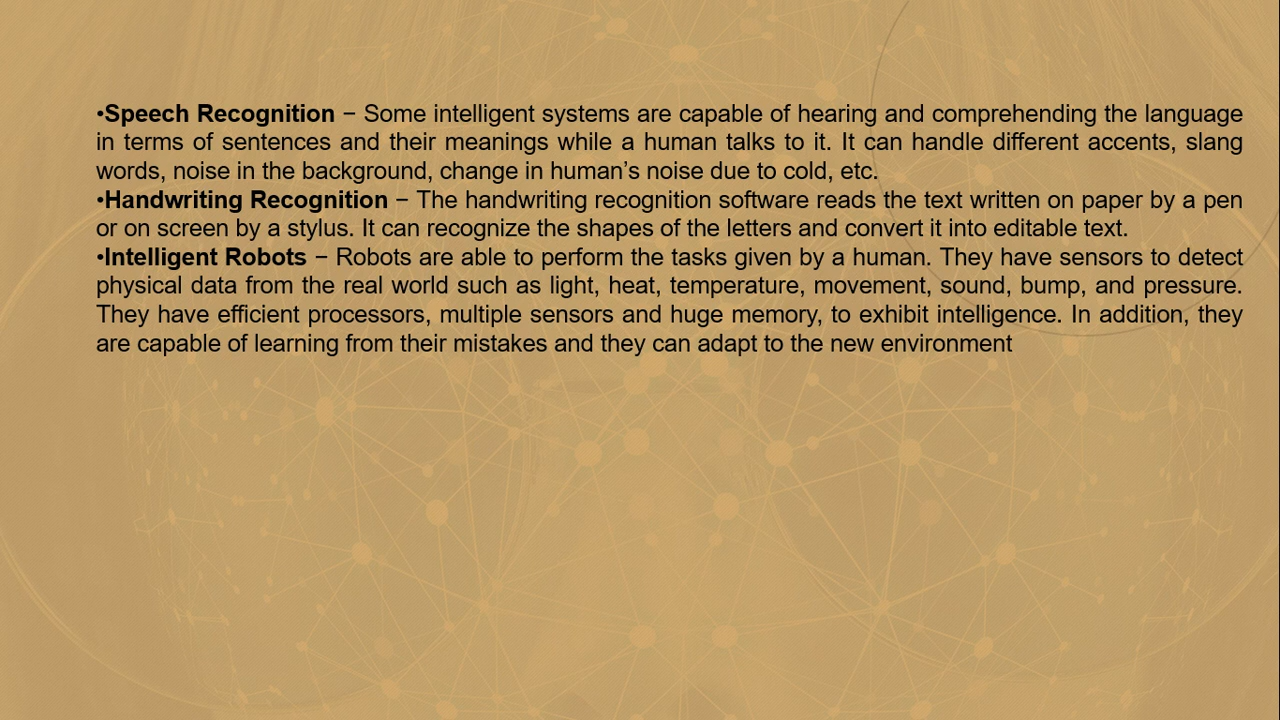 •Speech Recognition − Some intelligent systems are capable of hearing and comprehending the language
in terms of sentences and their meanings while a human talks to it. It can handle different accents, slang
words, noise in the background, change in human’s noise due to cold, etc.
•Handwriting Recognition − The handwriting recognition software reads the text written on paper by a pen
or on screen by a stylus. It can recognize the shapes of the letters and convert it into editable text.
•Intelligent Robots − Robots are able to perform the tasks given by a human. They have sensors to detect
physical data from the real world such as light, heat, temperature, movement, sound, bump, and pressure.
They have efficient processors, multiple sensors and huge memory, to exhibit intelligence. In addition, they
are capable of learning from their mistakes and they can adapt to the new environment